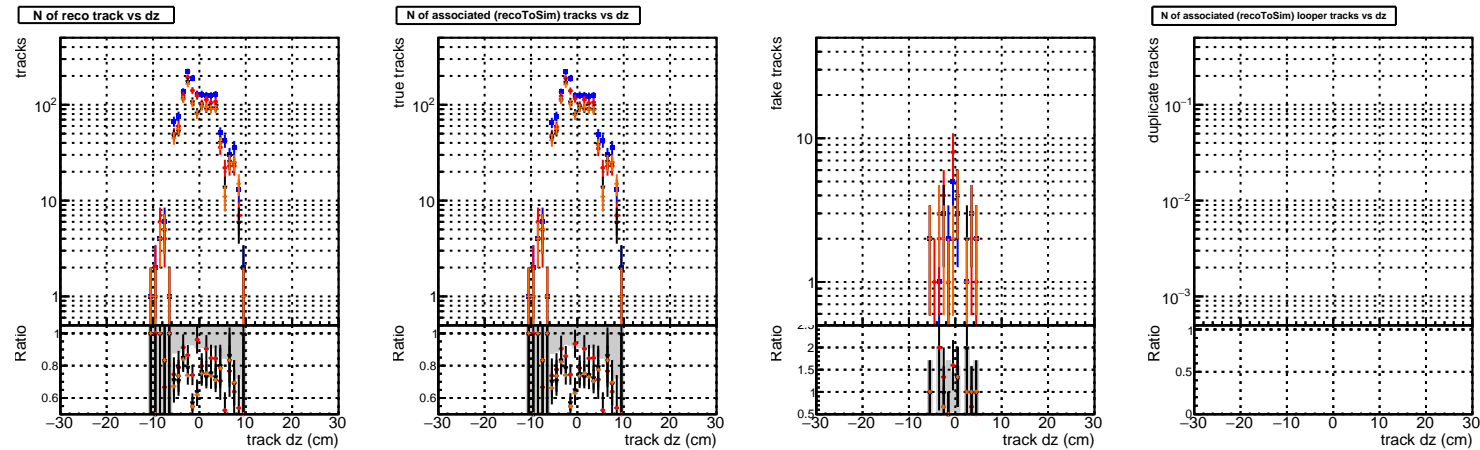 N of reco track vs dz
tracks
10²
10
1
Ratio
1
0.8
0.6
−30 −20 −10 0 10 20 30
track dz (cm)
N of associated (recoToSim) tracks vs dz
true tracks
10²
10
1
Ratio
1
0.8
0.6
−30 −20 −10 0 10 20 30
track dz (cm)
fake tracks
10
1
Ratio
2.5
2
1.5
1
0.5
−30 −20 −10 0 10 20 30
track dz (cm)
N of associated (recoToSim) looper tracks vs dz
duplicate tracks
10⁻¹
10⁻²
10⁻³
Ratio
1
0.5
0
−30 −20 −10 0 10 20 30
track dz (cm)